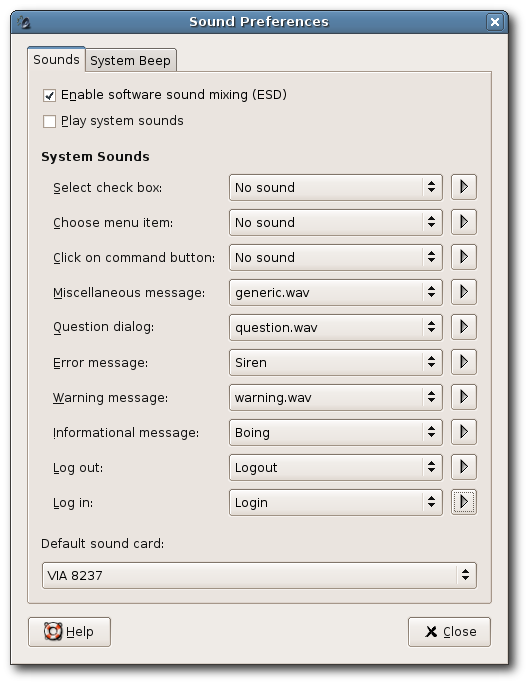 Sound Preferences
Sounds System Beep
Enable software sound mixing (ESD)
Play system sounds
System Sounds
Select check box: No sound
Choose menu item: No sound
Click on command button: No sound
Miscellaneous message: generic.wav
Question dialog: question.wav
Error message: Siren
Warning message: warning.wav
Informational message: Boing
Log out: Logout
Log in: Login
Default sound card:
VIA 8237
Help Close